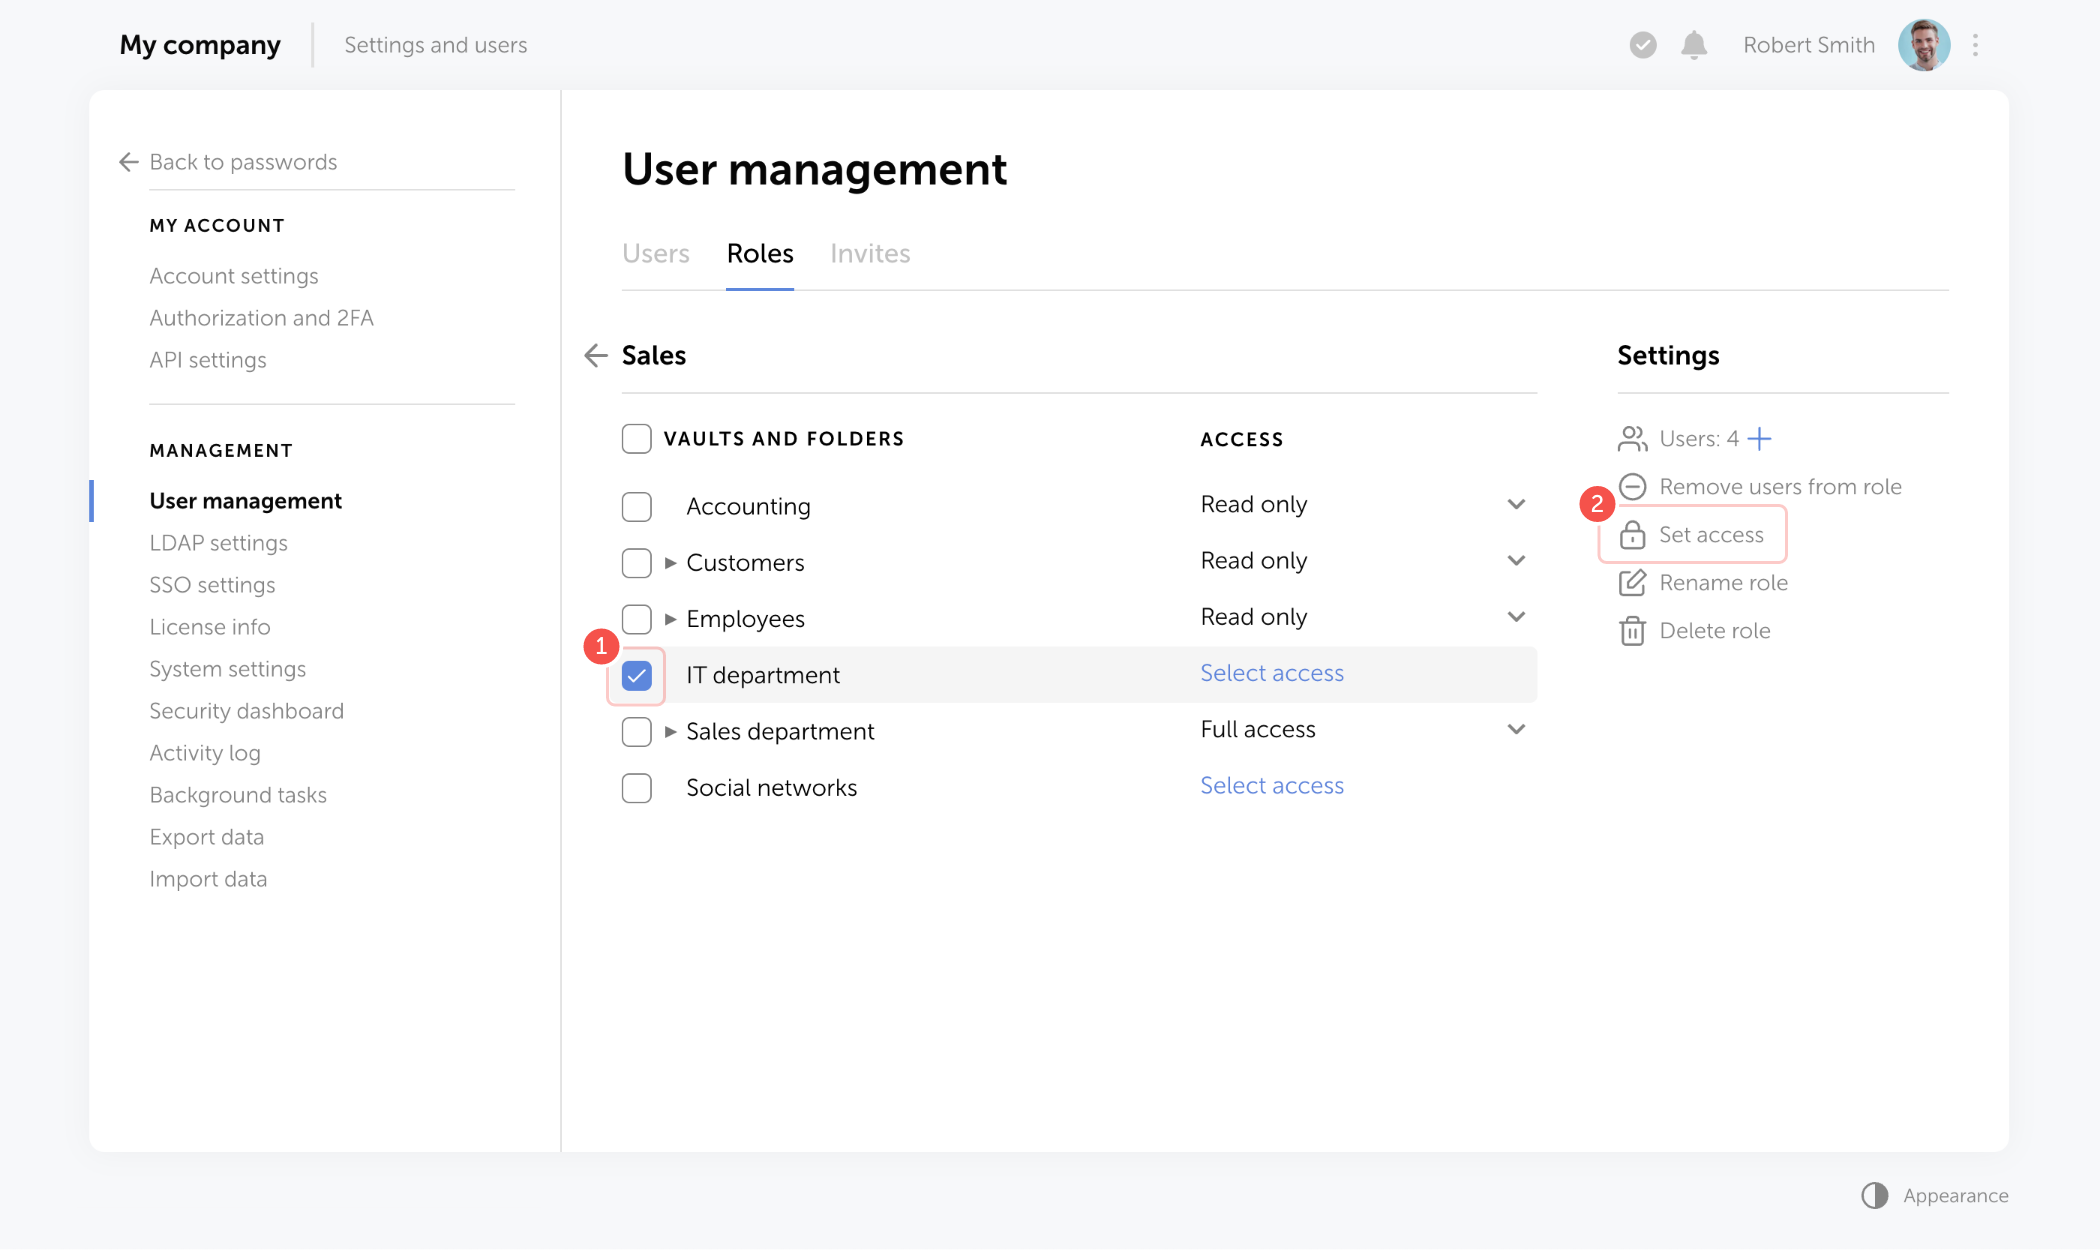 My company
Settings and users
Robert Smith
Back to passwords
MY ACCOUNT
Account settings
Authorization and 2FA
API settings
MANAGEMENT
User management
LDAP settings
SSO settings
License info
System settings
Security dashboard
Activity log
Background tasks
Export data
Import data
User management
Users Roles Invites
Sales
VAULTS AND FOLDERS ACCESS
Accounting Read only
Customers Read only
Employees Read only
1
IT department Select access
Sales department Full access
Social networks Select access
Settings
Users: 4
Remove users from role
2
Set access
Rename role
Delete role
Appearance